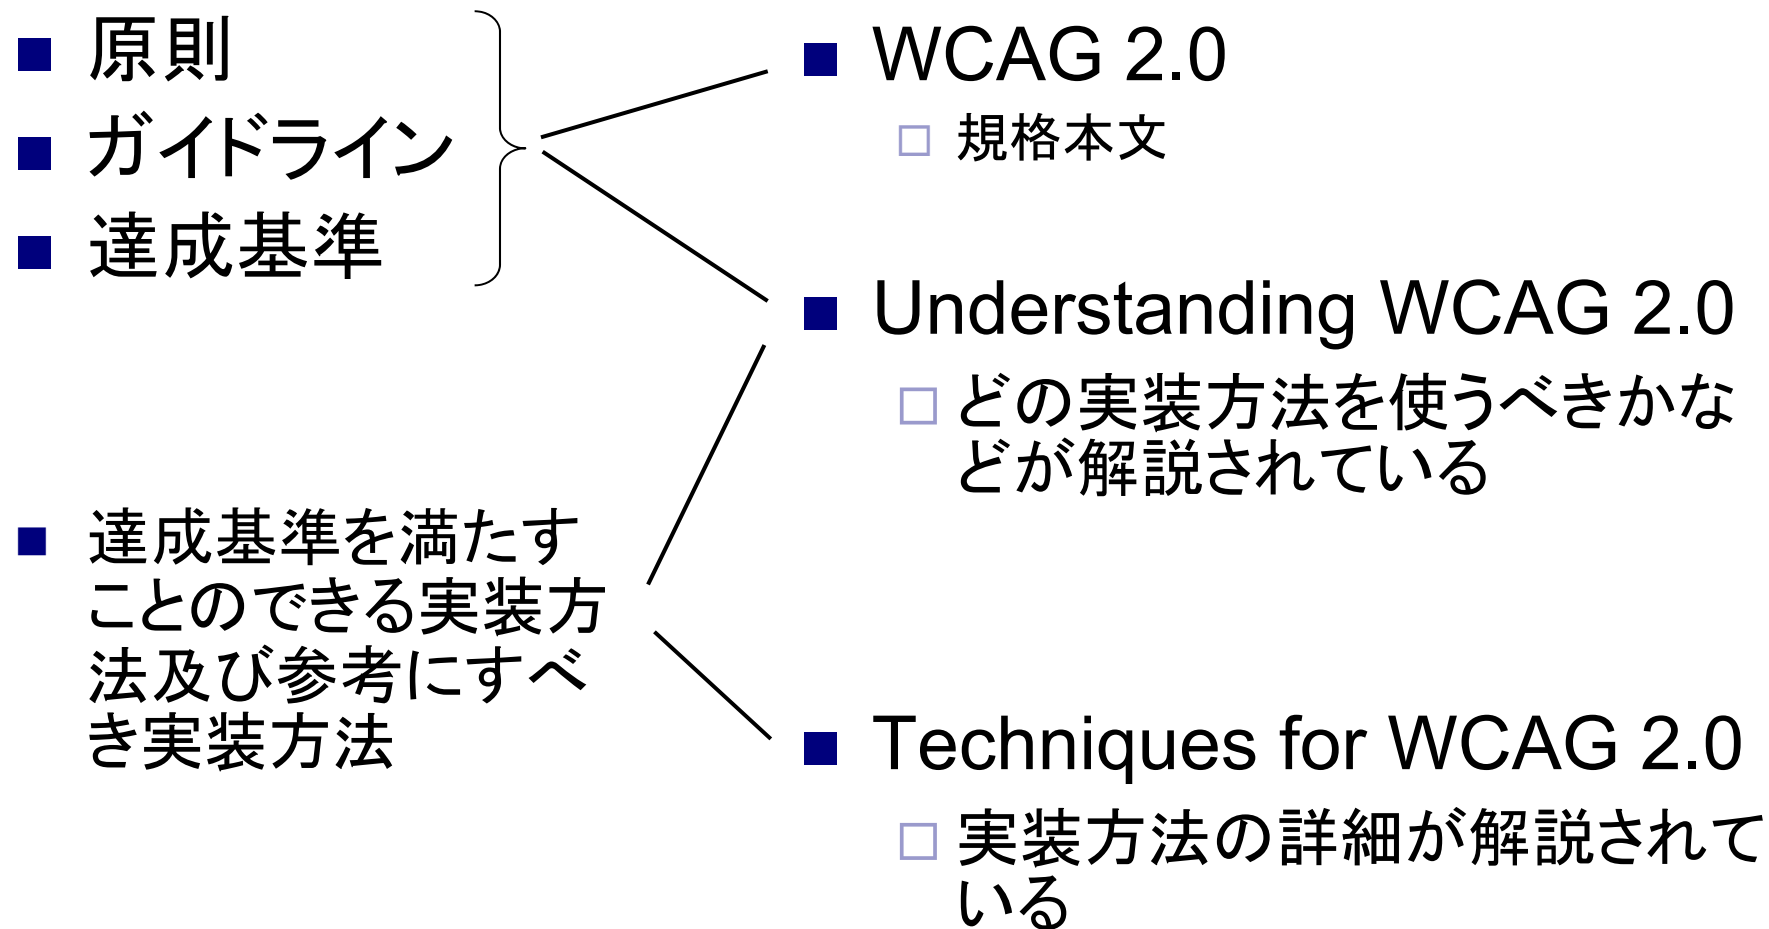 原則
ガイドライン
達成基準
達成基準を満たす
ことのできる実装方
法及び参考にすべ
き実装方法
WCAG 2.0
規格本文
Understanding WCAG 2.0
どの実装方法を使うべきかな
どが解説されている
Techniques for WCAG 2.0
実装方法の詳細が解説されて
いる